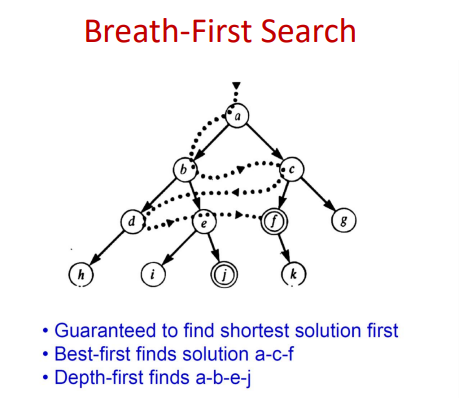 Breath-First Search
a
b
c
d
e
f
g
h
i
j
k
• Guaranteed to find shortest solution first
• Best-first finds solution a-c-f
• Depth-first finds a-b-e-j